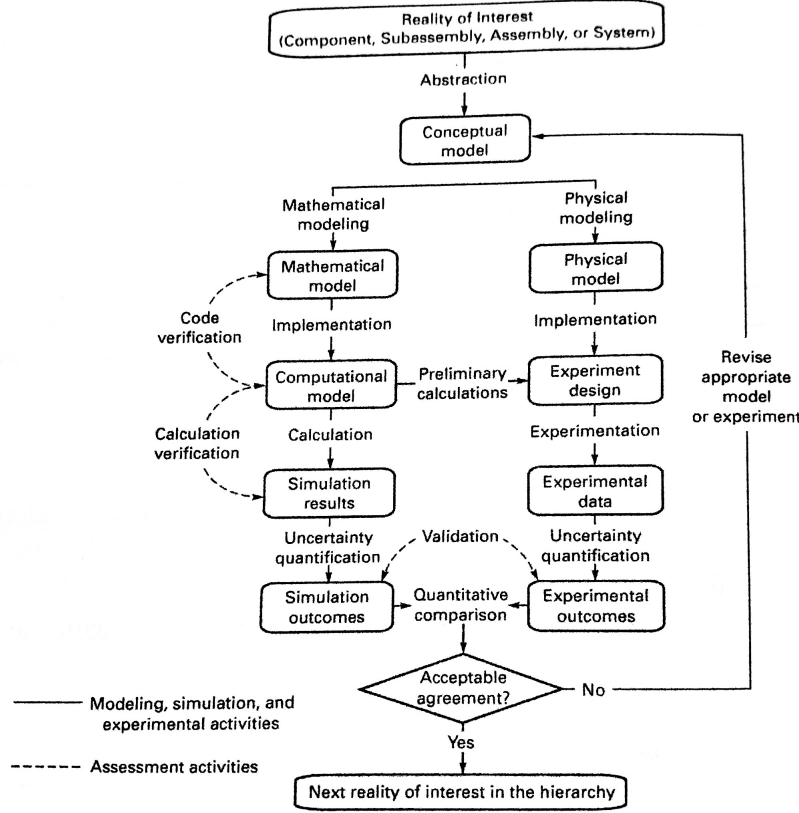 Reality of Interest
(Component, Subassembly, Assembly, or System)
Abstraction
Conceptual
model
Mathematical
modeling
Physical
modeling
Mathematical
model
Physical
model
Code
verification
Implementation
Implementation
Computational
model
Preliminary
calculations
Experiment
design
Revise
appropriate
model
or experiment
Calculation
verification
Calculation
Experimentation
Simulation
results
Experimental
data
Uncertainty
quantification
Validation
Uncertainty
quantification
Simulation
outcomes
Quantitative
comparison
Experimental
outcomes
Acceptable
agreement?
No
Yes
Modeling, simulation, and
experimental activities
Assessment activities
Next reality of interest in the hierarchy